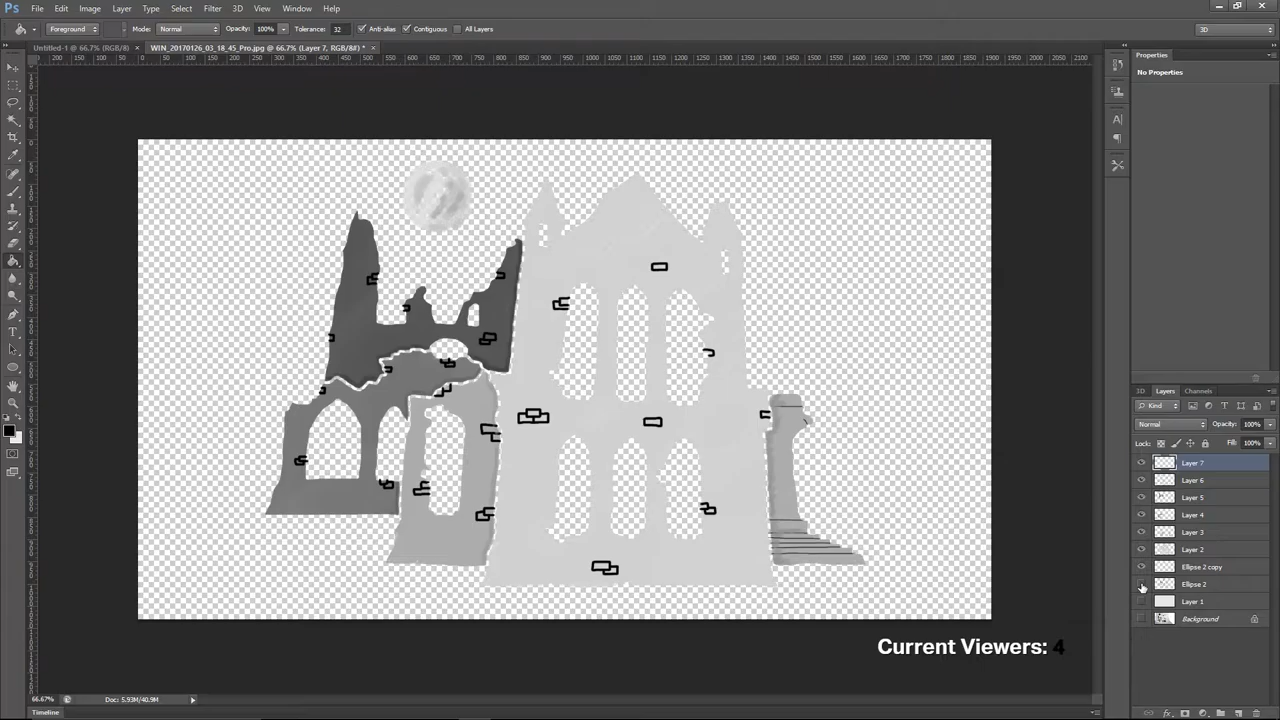 Ps File Edit Image Layer Type Select Filter 3D View Window Help
Foreground Mode: Normal Opacity: 100% Tolerance: 32 Anti-alias Contiguous All Layers 3D
Untitled-1 @ 66.7% (RGB/8) × WIN_20170126_03_18_45_Pro.jpg @ 66.7% (Layer 7, RGB/8#) * ×
Properties
No Properties
3D Layers Channels
Kind
Normal Opacity: 100%
Lock: Fill: 100%
Layer 7
Layer 6
Layer 5
Layer 4
Layer 3
Layer 2
Ellipse 2 copy
Ellipse 2
Layer 1
Background
Current Viewers: 4
66.67% Doc: 5.93M/40.9M
Timeline